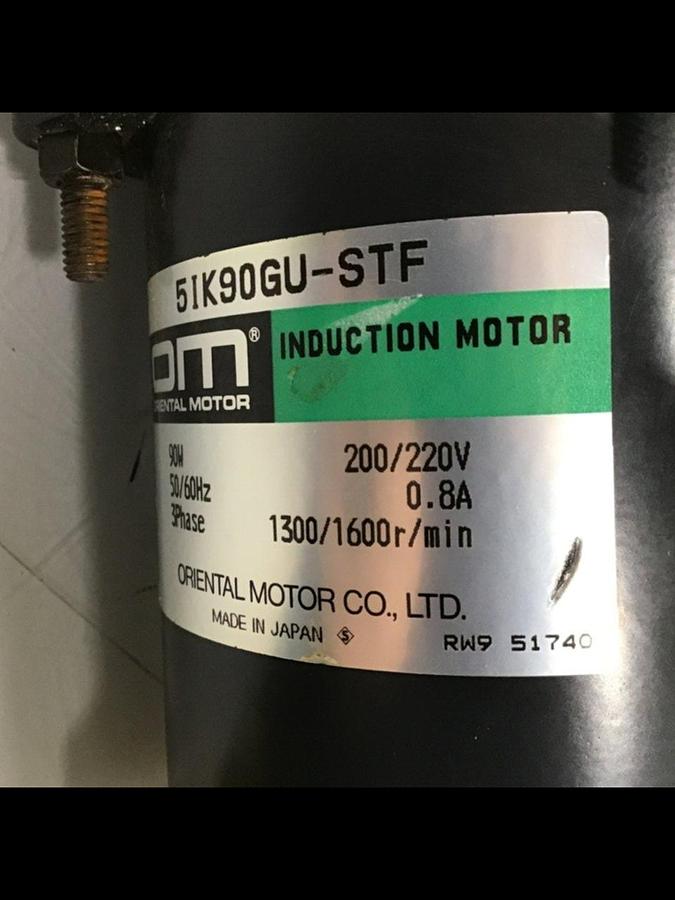 5IK90GU-STF
om®
ORIENTAL MOTOR
INDUCTION MOTOR
90W 200/220V
50/60Hz 0.8A
3Phase 1300/1600r/min
ORIENTAL MOTOR CO., LTD.
MADE IN JAPAN S
RW9 51740